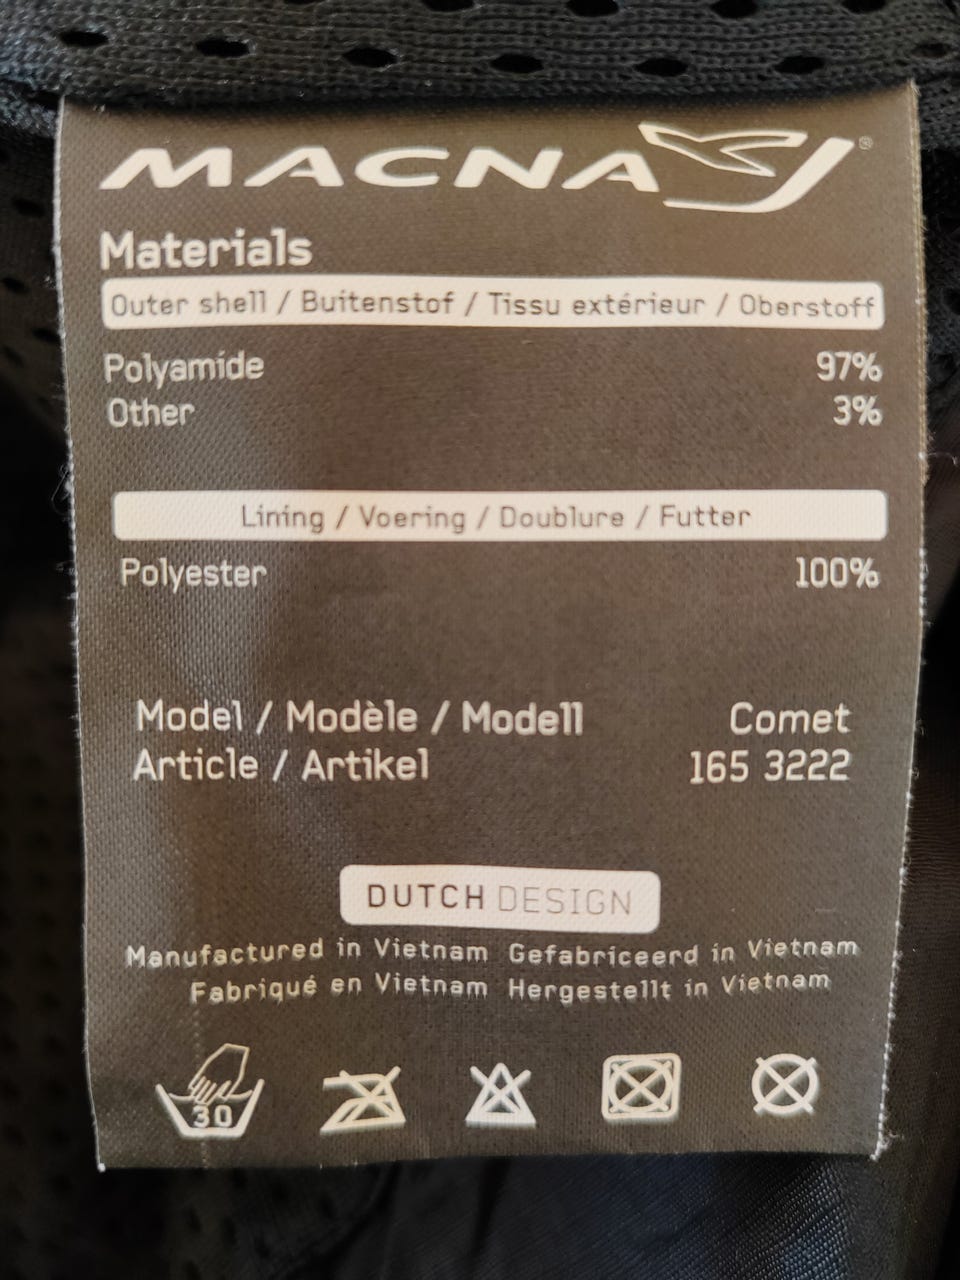 MACNA®
Materials
Outer shell / Buitenstof / Tissu extérieur / Oberstoff
Polyamide 97%
Other 3%
Lining / Voering / Doublure / Futter
Polyester 100%
Model / Modèle / Modell Comet
Article / Artikel 165 3222
DUTCH DESIGN
Manufactured in Vietnam Gefabriceerd in Vietnam
Fabriqué en Vietnam Hergestellt in Vietnam
30